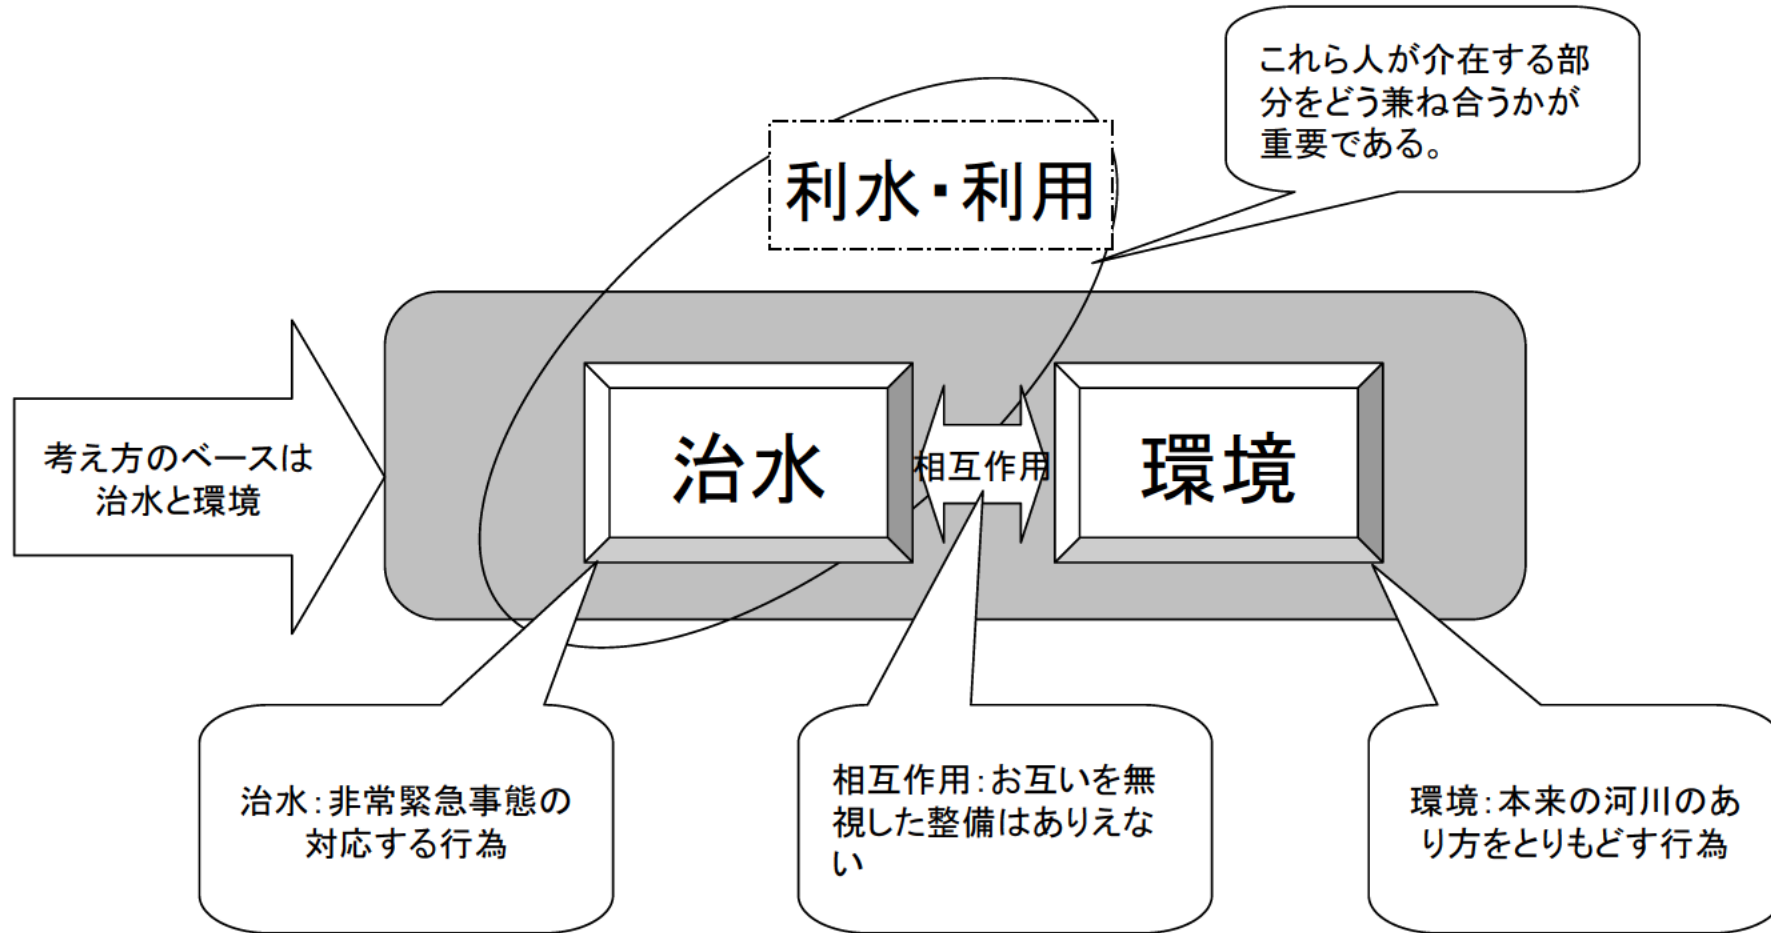 これら人が介在する部
分をどう兼ね合うかが
重要である。
利水・利用
考え方のベースは
治水と環境
治水
相互作用
環境
治水：非常緊急事態の
対応する行為
相互作用：お互いを無
視した整備はありえな
い
環境：本来の河川のあ
り方をとりもどす行為